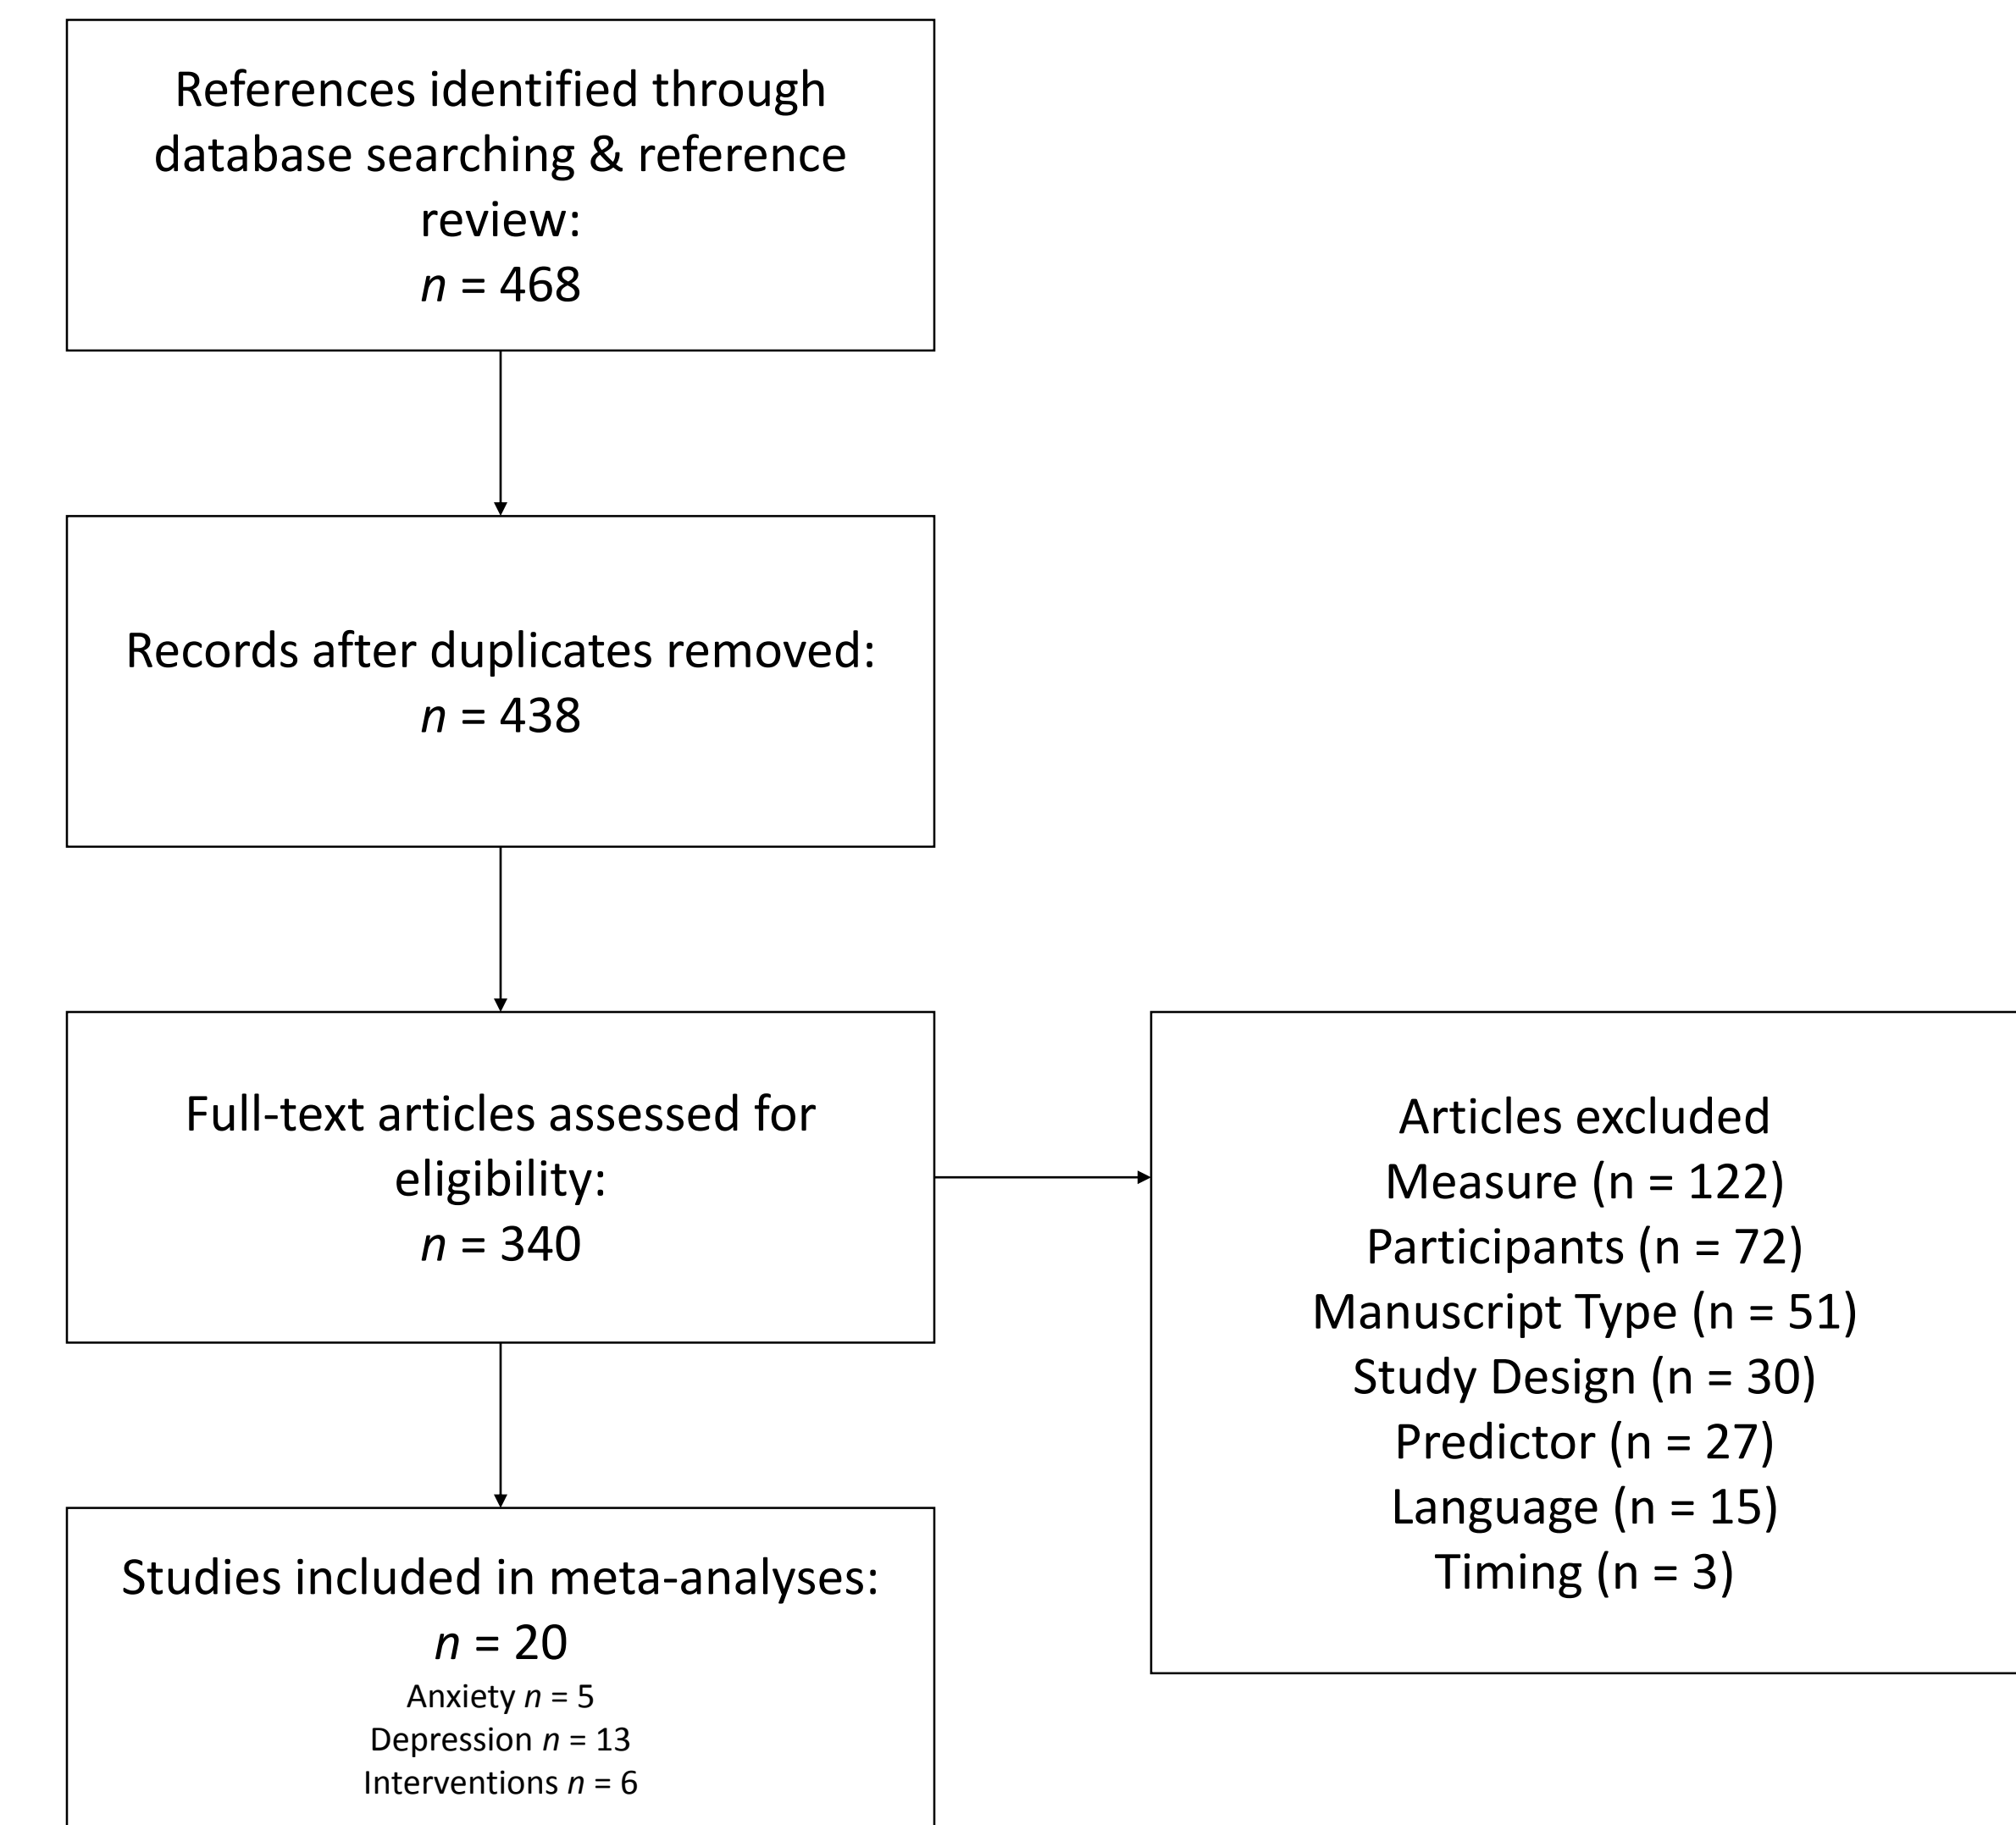 References identified through
database searching & reference
review:
n = 468
Records after duplicates removed:
n = 438
Full-text articles assessed for
eligibility:
n = 340
Articles excluded
Measure (n = 122)
Participants (n = 72)
Manuscript Type (n = 51)
Study Design (n = 30)
Predictor (n = 27)
Language (n = 15)
Timing (n = 3)
Studies included in meta-analyses:
n = 20
Anxiety n = 5
Depression n = 13
Interventions n = 6